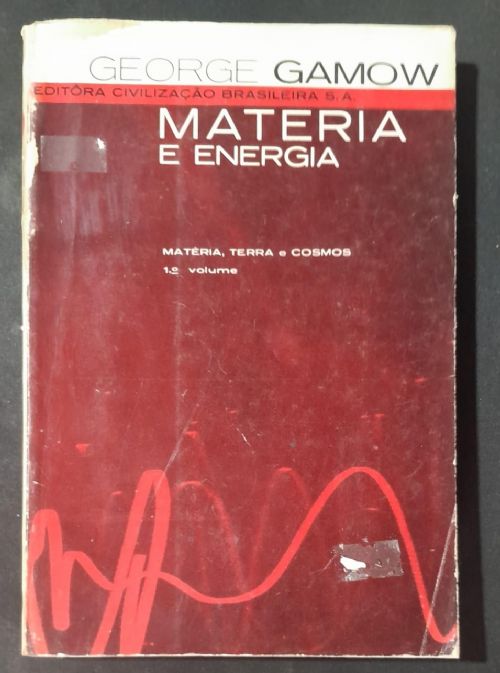 GEORGE GAMOW
EDITÔRA CIVILIZAÇÃO BRASILEIRA S. A.
MATERIA
E ENERGIA
MATÉRIA, TERRA e COSMOS
1.º volume